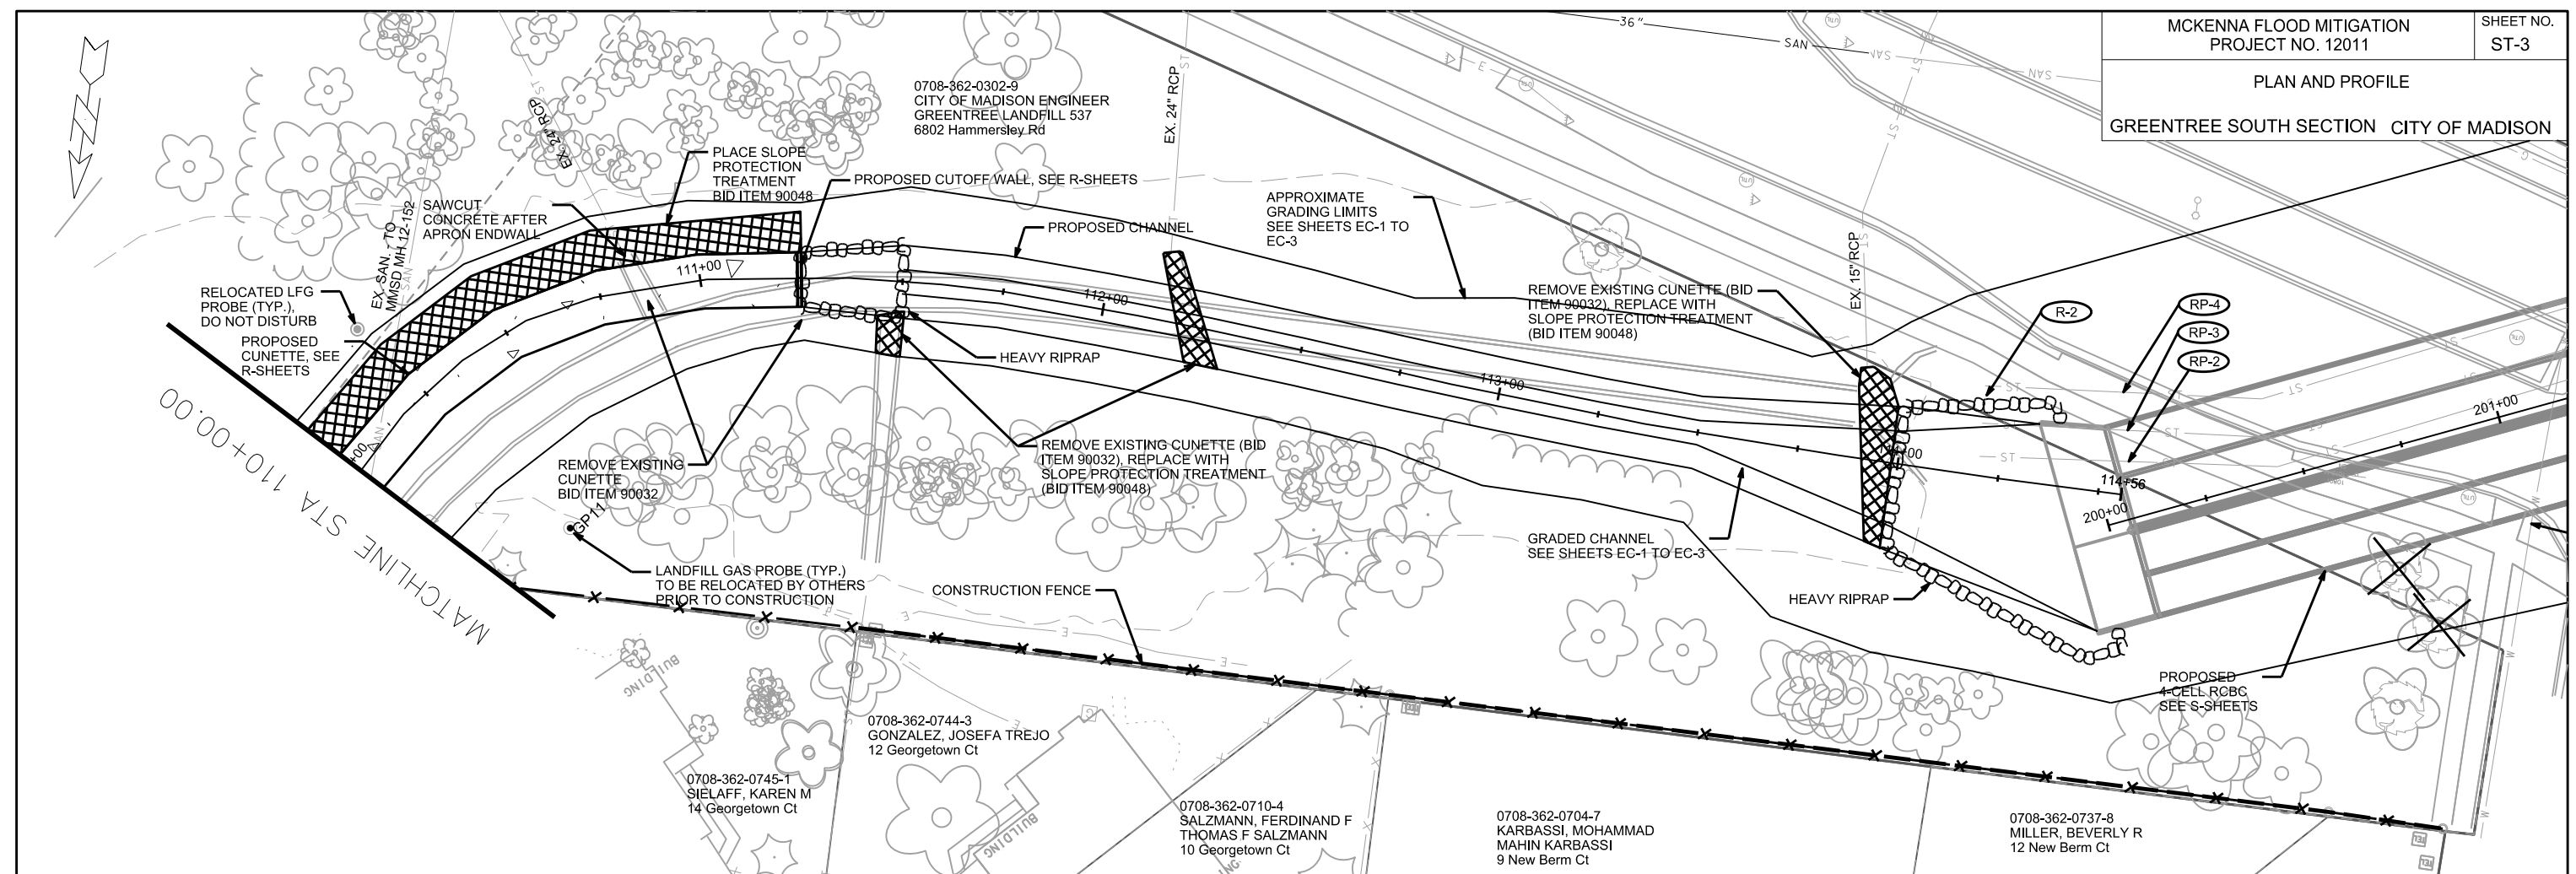 MCKENNA FLOOD MITIGATION
PROJECT NO. 12011
SHEET NO.
ST-3
PLAN AND PROFILE
GREENTREE SOUTH SECTION CITY OF MADISON
36"
SAN
SAN
SAN
0708-362-0302-9
CITY OF MADISON ENGINEER
GREENTREE LANDFILL 537
6802 Hammersley Rd
EX. 24" RCP
EX. 24" RCP
EX. 15" RCP
PLACE SLOPE
PROTECTION
TREATMENT
BID ITEM 90048
PROPOSED CUTOFF WALL, SEE R-SHEETS
SAWCUT
CONCRETE AFTER
APRON ENDWALL
EX. SAN. TO
MMSD MH 12-152
PROPOSED CHANNEL
APPROXIMATE
GRADING LIMITS
SEE SHEETS EC-1 TO
EC-3
RELOCATED LFG
PROBE (TYP.),
DO NOT DISTURB
PROPOSED
CUNETTE, SEE
R-SHEETS
111+00
112+00
113+00
+00
+00
114+56
200+00
201+00
REMOVE EXISTING CUNETTE (BID
ITEM 90032), REPLACE WITH
SLOPE PROTECTION TREATMENT
(BID ITEM 90048)
R-2
RP-4
RP-3
RP-2
HEAVY RIPRAP
MATCHLINE STA 110+00.00
REMOVE EXISTING
CUNETTE
BID ITEM 90032
REMOVE EXISTING CUNETTE (BID
ITEM 90032), REPLACE WITH
SLOPE PROTECTION TREATMENT
(BID ITEM 90048)
GP11
GRADED CHANNEL
SEE SHEETS EC-1 TO EC-3
LANDFILL GAS PROBE (TYP.)
TO BE RELOCATED BY OTHERS
PRIOR TO CONSTRUCTION
CONSTRUCTION FENCE
HEAVY RIPRAP
PROPOSED
4-CELL RCBC
SEE S-SHEETS
BUILDING
BUILDING
0708-362-0744-3
GONZALEZ, JOSEFA TREJO
12 Georgetown Ct
0708-362-0745-1
SIELAFF, KAREN M
14 Georgetown Ct
0708-362-0710-4
SALZMANN, FERDINAND F
THOMAS F SALZMANN
10 Georgetown Ct
0708-362-0704-7
KARBASSI, MOHAMMAD
MAHIN KARBASSI
9 New Berm Ct
0708-362-0737-8
MILLER, BEVERLY R
12 New Berm Ct